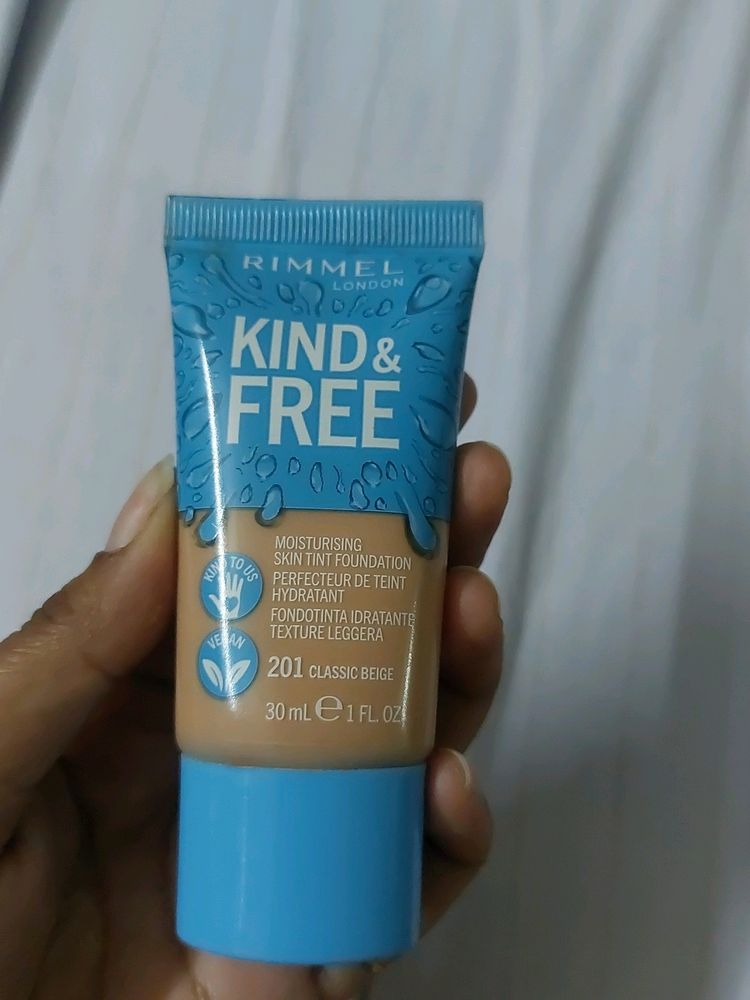 RIMMEL
LONDON
KIND &
FREE
MOISTURISING
SKIN TINT FOUNDATION
PERFECTEUR DE TEINT
HYDRATANT
FONDOTINTA IDRATANTE
TEXTURE LEGGERA
KIND TO US
VEGAN
201 CLASSIC BEIGE
30 mL ℮ 1 FL. OZ